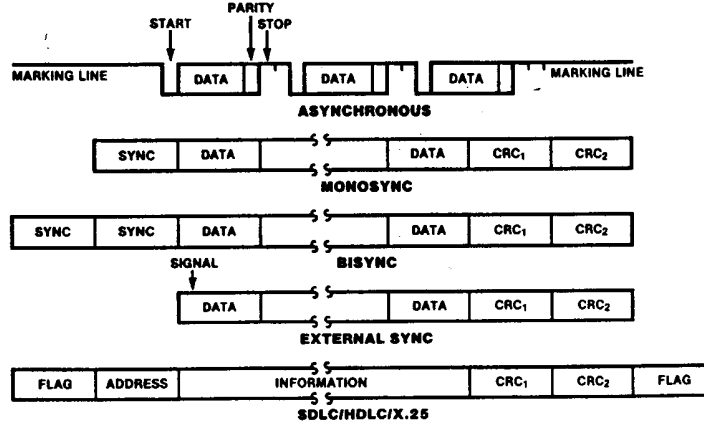 PARITY
START STOP
MARKING LINE DATA DATA DATA MARKING LINE
ASYNCHRONOUS
SYNC DATA DATA CRC₁ CRC₂
MONOSYNC
SYNC SYNC DATA DATA CRC₁ CRC₂
BISYNC
SIGNAL
DATA DATA CRC₁ CRC₂
EXTERNAL SYNC
FLAG ADDRESS INFORMATION CRC₁ CRC₂ FLAG
SDLC/HDLC/X.25